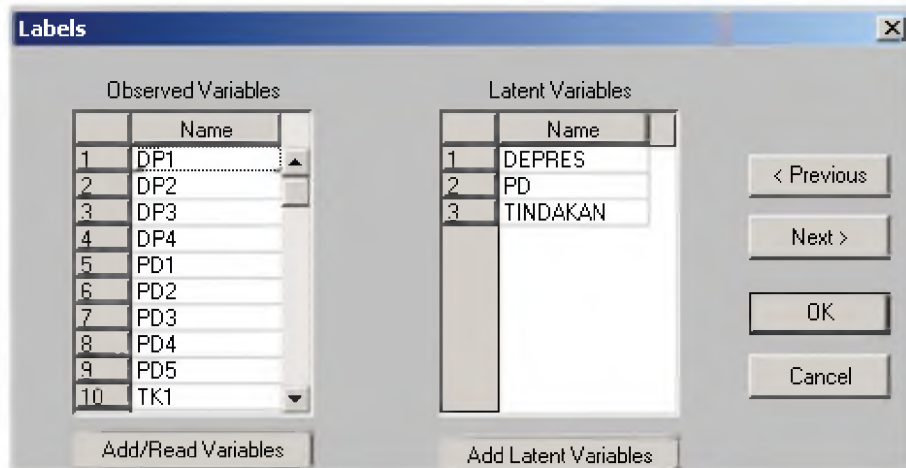 Labels
Observed Variables
Name
1 DP1
2 DP2
3 DP3
4 DP4
5 PD1
6 PD2
7 PD3
8 PD4
9 PD5
10 TK1
Add/Read Variables
Latent Variables
Name
1 DEPRES
2 PD
3 TINDAKAN
Add Latent Variables
< Previous
Next >
OK
Cancel